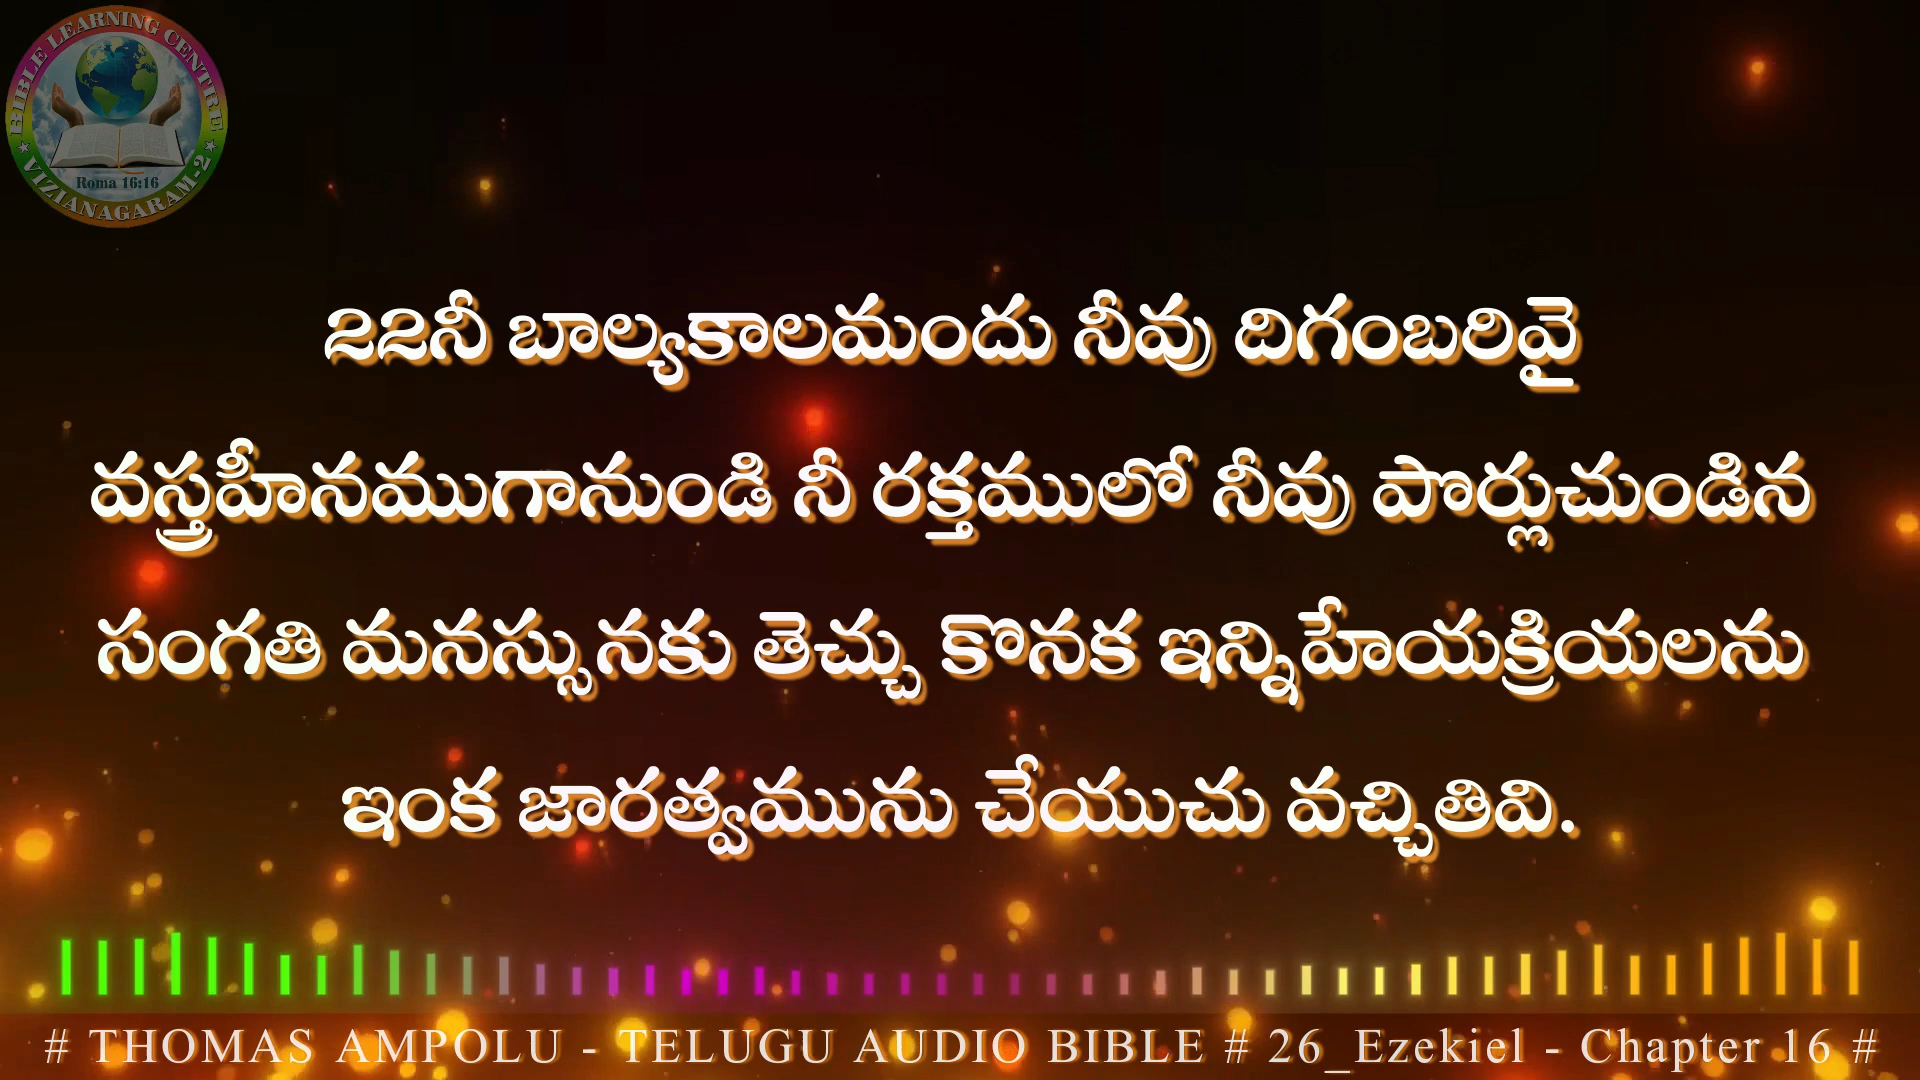 BIBLE LEARNING CENTRE
Roma 16:16
★ VIZIANAGARAM-2 ★
22నీ బాల్యకాలమందు నీవు దిగంబరివై
వస్త్రహీనముగానుండి నీ రక్తములో నీవు పొర్లుచుండిన
సంగతి మనస్సునకు తెచ్చు కొనక ఇన్నిహేయక్రియలను
ఇంక జారత్వమును చేయుచు వచ్చితివి.
# THOMAS AMPOLU - TELUGU AUDIO BIBLE # 26_Ezekiel - Chapter 16 #